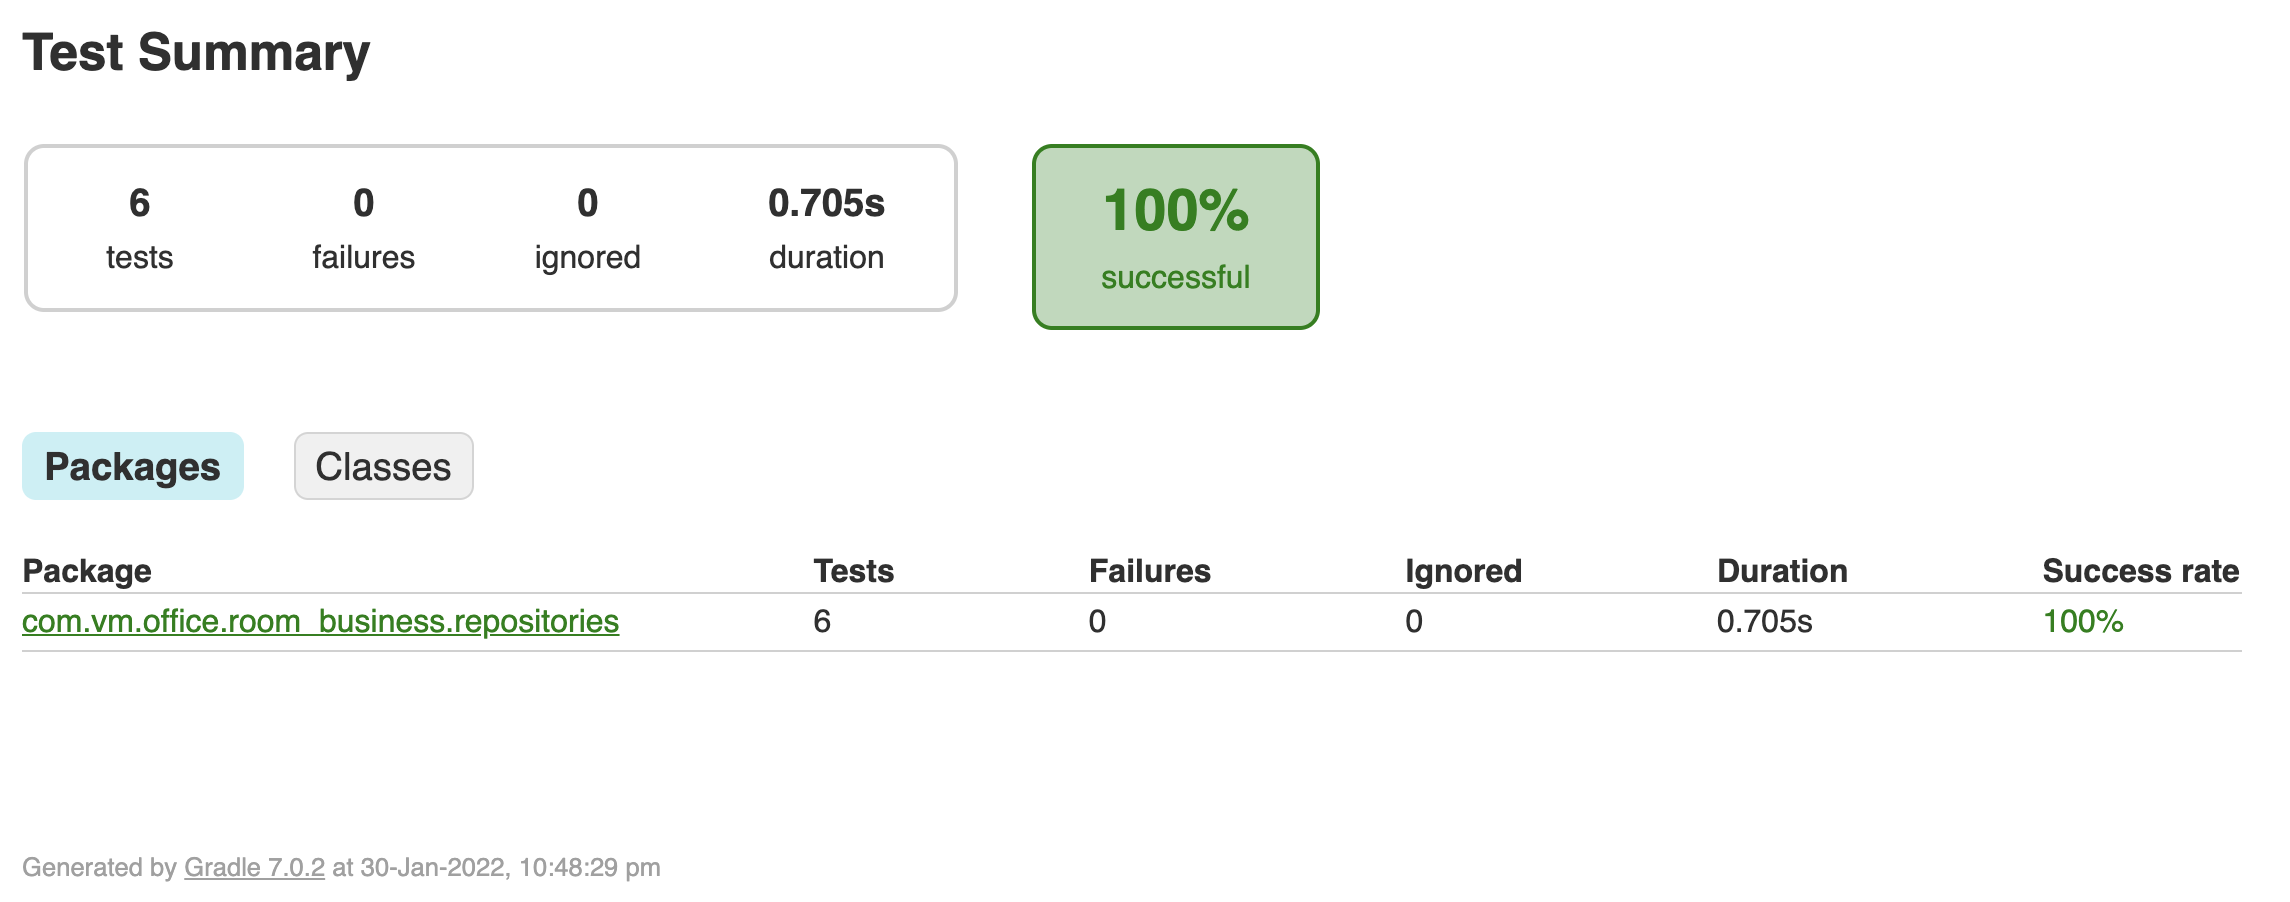 Test Summary
6 0 0 0.705s
tests failures ignored duration
100%
successful
Packages Classes
Package Tests Failures Ignored Duration Success rate
com.vm.office.room_business.repositories 6 0 0 0.705s 100%
Generated by Gradle 7.0.2 at 30-Jan-2022, 10:48:29 pm